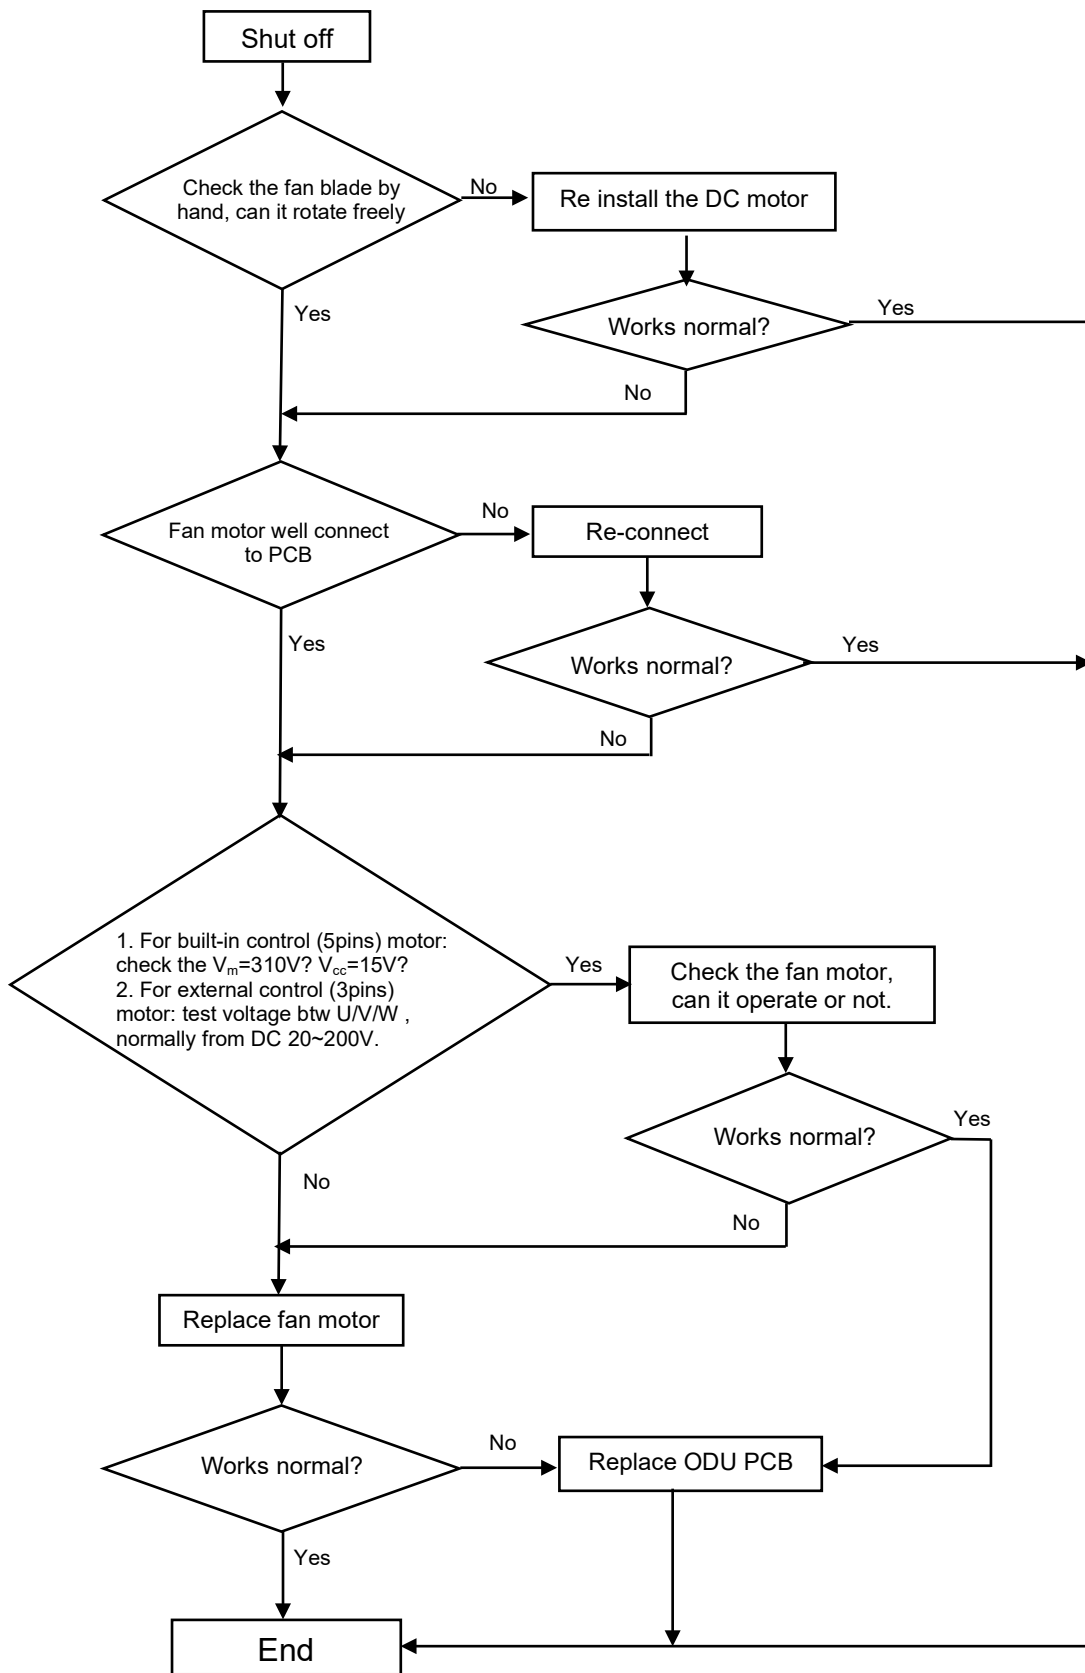 Shut off
Check the fan blade by
hand, can it rotate freely
No
Re install the DC motor
Yes
Works normal?
Yes
No
Fan motor well connect
to PCB
No
Re-connect
Yes
Works normal?
Yes
No
1. For built-in control (5pins) motor:
check the Vm=310V? Vcc=15V?
2. For external control (3pins)
motor: test voltage btw U/V/W ,
normally from DC 20~200V.
Yes
Check the fan motor,
can it operate or not.
Works normal?
Yes
No
No
Replace fan motor
Works normal?
No
Replace ODU PCB
Yes
End